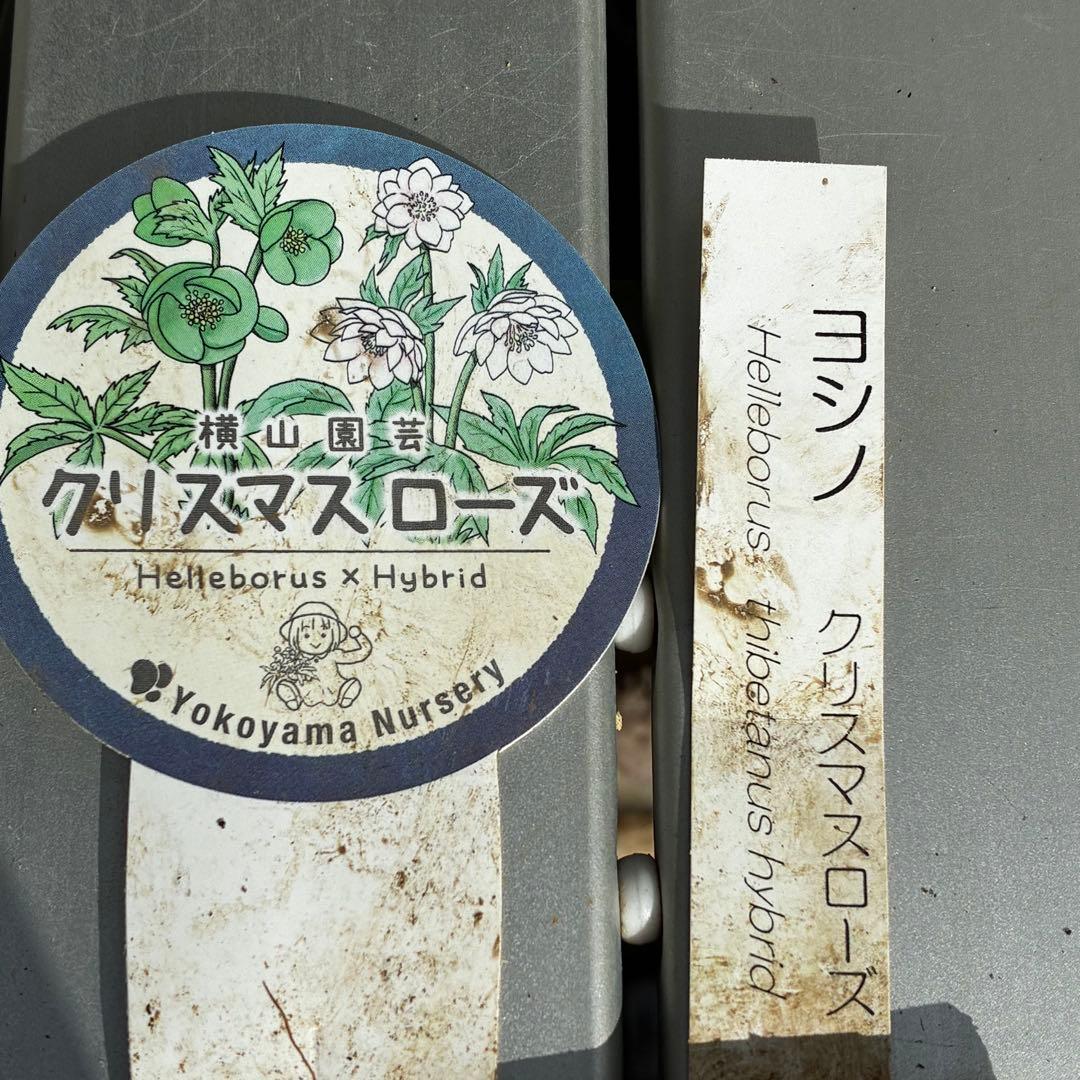 横山園芸
クリスマスローズ
Helleborus × Hybrid
Yokoyama Nursery
ヨシノ クリスマスローズ
Helleborus thibetanus hybrid